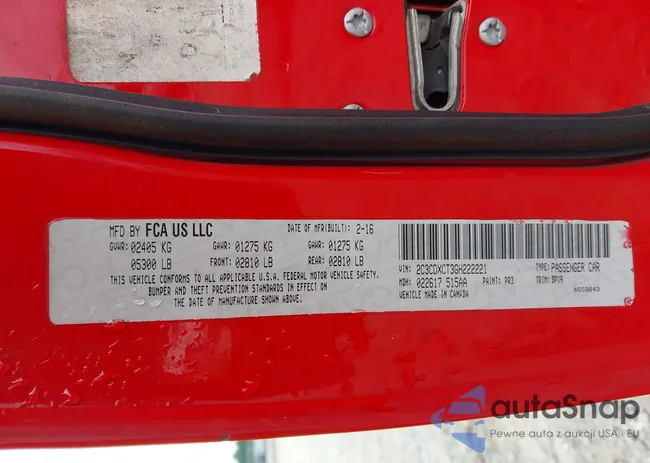 MFD BY FCA US LLC
DATE OF MFR(BUILT): 2-16
GVWR: 02405 KG GAWR: 01275 KG GAWR: 01275 KG
05300 LB FRONT: 02810 LB REAR: 02810 LB
THIS VEHICLE CONFORMS TO ALL APPLICABLE U.S.A. FEDERAL MOTOR VEHICLE SAFETY,
BUMPER AND THEFT PREVENTION STANDARDS IN EFFECT ON
THE DATE OF MANUFACTURE SHOWN ABOVE.
VIN: 2C3CDXCT3GH222221 TYPE: PASSENGER CAR
MDH: 022617 515AA PAINT: PR3 TRIM: BPX9
VEHICLE MADE IN CANADA
autoSnap
Pewne auta z aukcji USA i EU